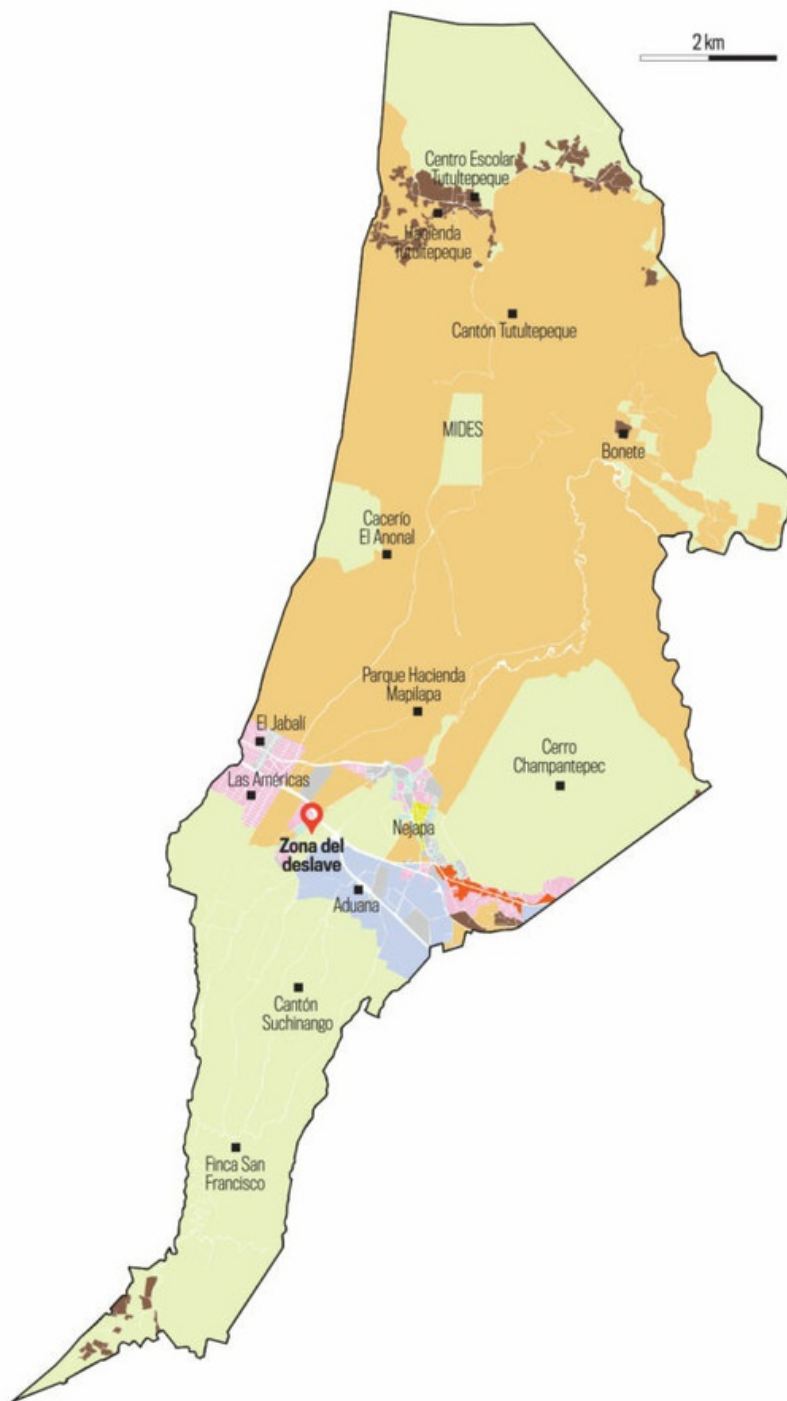 2 km
Centro Escolar
Tutultepeque
Hacienda
Tutultepeque
Cantón Tutultepeque
MIDES
Bonete
Cacerío
El Anonal
Parque Hacienda
Mapilapa
El Jabalí
Cerro
Champantepec
Las Américas
Nejapa
Zona del
deslave
Aduana
Cantón
Suchinango
Finca San
Francisco